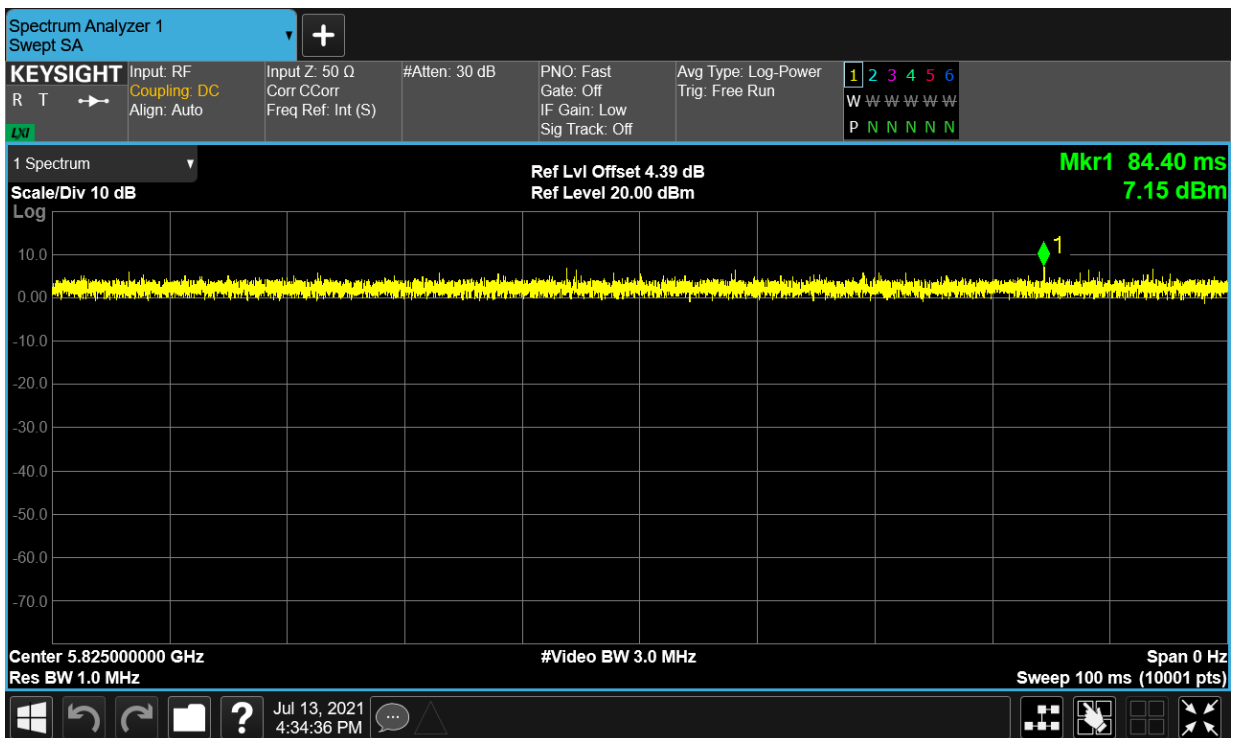 Spectrum Analyzer 1
Swept SA
+
KEYSIGHT Input: RF Input Z: 50 Ω #Atten: 30 dB PNO: Fast Avg Type: Log-Power 1 2 3 4 5 6
R T Coupling: DC Corr CCorr Gate: Off Trig: Free Run W W W W W W
Align: Auto Freq Ref: Int (S) IF Gain: Low
LXI Sig Track: Off P N N N N N
1 Spectrum Ref Lvl Offset 4.39 dB Mkr1 84.40 ms
Scale/Div 10 dB Ref Level 20.00 dBm 7.15 dBm
Log
1
10.0
0.00
-10.0
-20.0
-30.0
-40.0
-50.0
-60.0
-70.0
Center 5.825000000 GHz #Video BW 3.0 MHz Span 0 Hz
Res BW 1.0 MHz Sweep 100 ms (10001 pts)
? Jul 13, 2021
4:34:36 PM